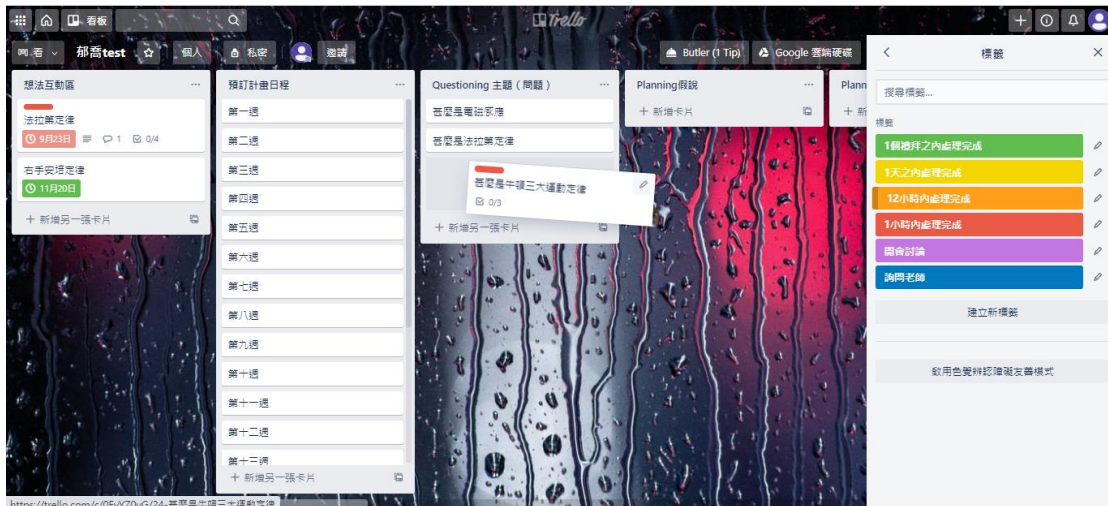 看板
Trello
看
郁喬test
個人
私密
邀請
Butler (1 Tip)
Google 雲端硬碟
想法互動區
法拉第定律
9月23日
1
0/4
右手安培定律
11月20日
+ 新增另一張卡片
預訂計畫日程
第一週
第二週
第三週
第四週
第五週
第六週
第七週
第八週
第九週
第十週
第十一週
第十二週
第十三週
+ 新增另一張卡片
Questioning 主題 ( 問題 )
甚麼是電磁感應
甚麼是法拉第定律
甚麼是牛頓三大運動定律
0/3
+ 新增另一張卡片
Planning假說
+ 新增卡片
Plann
+ 新
標籤
搜尋標籤...
標籤
1個禮拜之內處理完成
1天之內處理完成
12小時內處理完成
1小時內處理完成
開會討論
詢問老師
建立新標籤
啟用色覺辨認障礙友善模式